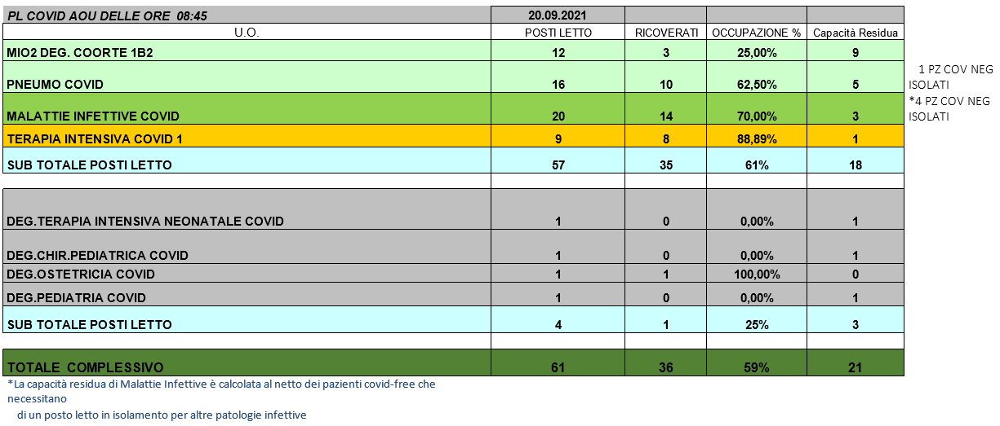 PL COVID AOU DELLE ORE 08:45 20.09.2021
U.O. POSTI LETTO RICOVERATI OCCUPAZIONE % Capacità Residua
MIO2 DEG. COORTE 1B2 12 3 25,00% 9
PNEUMO COVID 16 10 62,50% 5
1 PZ COV NEG
ISOLATI
MALATTIE INFETTIVE COVID 20 14 70,00% 3
*4 PZ COV NEG
ISOLATI
TERAPIA INTENSIVA COVID 1 9 8 88,89% 1
SUB TOTALE POSTI LETTO 57 35 61% 18
DEG.TERAPIA INTENSIVA NEONATALE COVID 1 0 0,00% 1
DEG.CHIR.PEDIATRICA COVID 1 0 0,00% 1
DEG.OSTETRICIA COVID 1 1 100,00% 0
DEG.PEDIATRIA COVID 1 0 0,00% 1
SUB TOTALE POSTI LETTO 4 1 25% 3
TOTALE COMPLESSIVO 61 36 59% 21
*La capacità residua di Malattie Infettive è calcolata al netto dei pazienti covid-free che
necessitano
di un posto letto in isolamento per altre patologie infettive